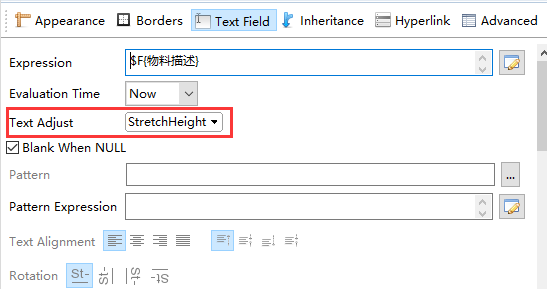 Appearance Borders Text Field Inheritance Hyperlink Advanced
Expression $F{物料描述}
Evaluation Time Now
Text Adjust StretchHeight
Blank When NULL
Pattern ...
Pattern Expression
Text Alignment
Rotation St- St- St- St-